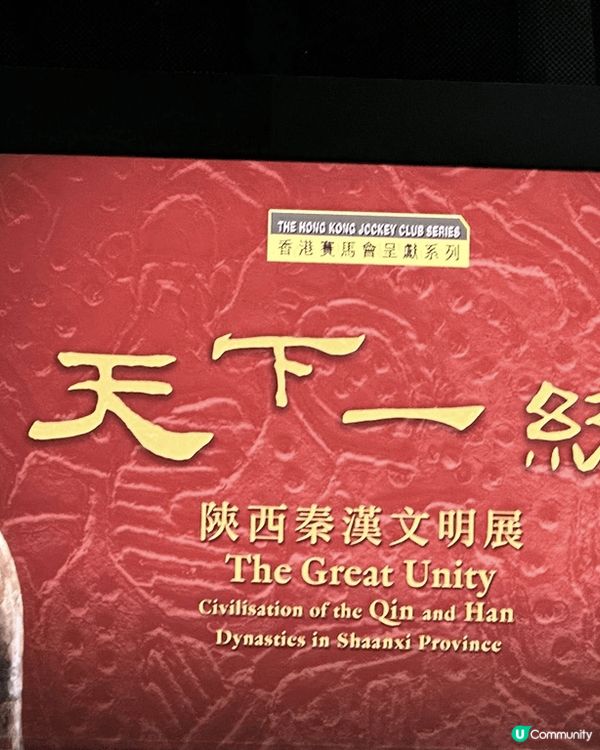 THE HONG KONG JOCKEY CLUB SERIES
香港賽馬會呈獻系列
天下一統
陝西秦漢文明展
The Great Unity
Civilisation of the Qin and Han
Dynasties in Shaanxi Province
U Community